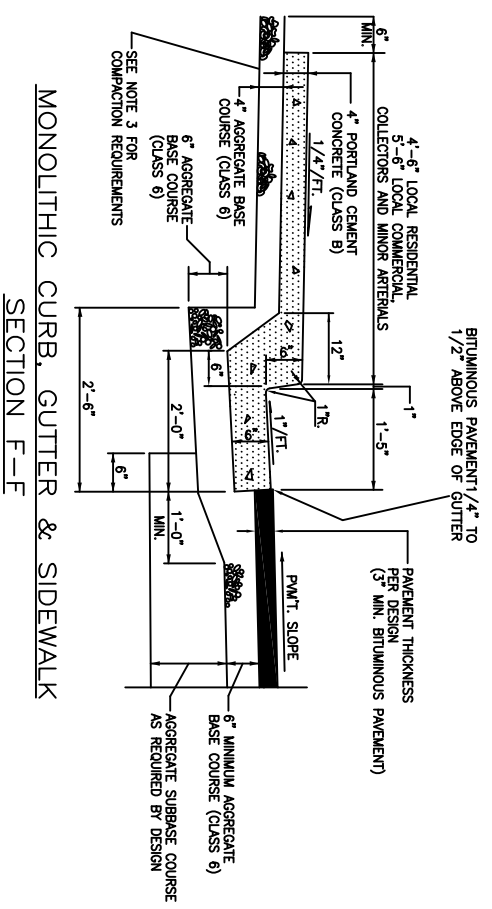 6"
MIN.
4'-6" LOCAL RESIDENTIAL
5'-6" LOCAL COMMERCIAL,
COLLECTORS AND MINOR ARTERIALS
BITUMINOUS PAVEMENT1/4" TO
1/2" ABOVE EDGE OF GUTTER
1"
1'-5"
12"
PAVEMENT THICKNESS
PER DESIGN
(3" MIN. BITUMINOUS PAVEMENT)
1/4"/FT.
4" PORTLAND CEMENT
CONCRETE (CLASS B)
4" AGGREGATE BASE
COURSE (CLASS 6)
6" AGGREGATE
BASE COURSE
(CLASS 6)
SEE NOTE 3 FOR
COMPACTION REQUIREMENTS
6"
1"R.
1"/FT.
6"
6"
PVM'T. SLOPE
2'-0"
1'-0"
MIN.
6"
2'-6"
6" MINIMUM AGGREGATE
BASE COURSE (CLASS 6)
AGGREGATE SUBBASE COURSE
AS REQUIRED BY DESIGN
MONOLITHIC CURB, GUTTER & SIDEWALK
SECTION F-F